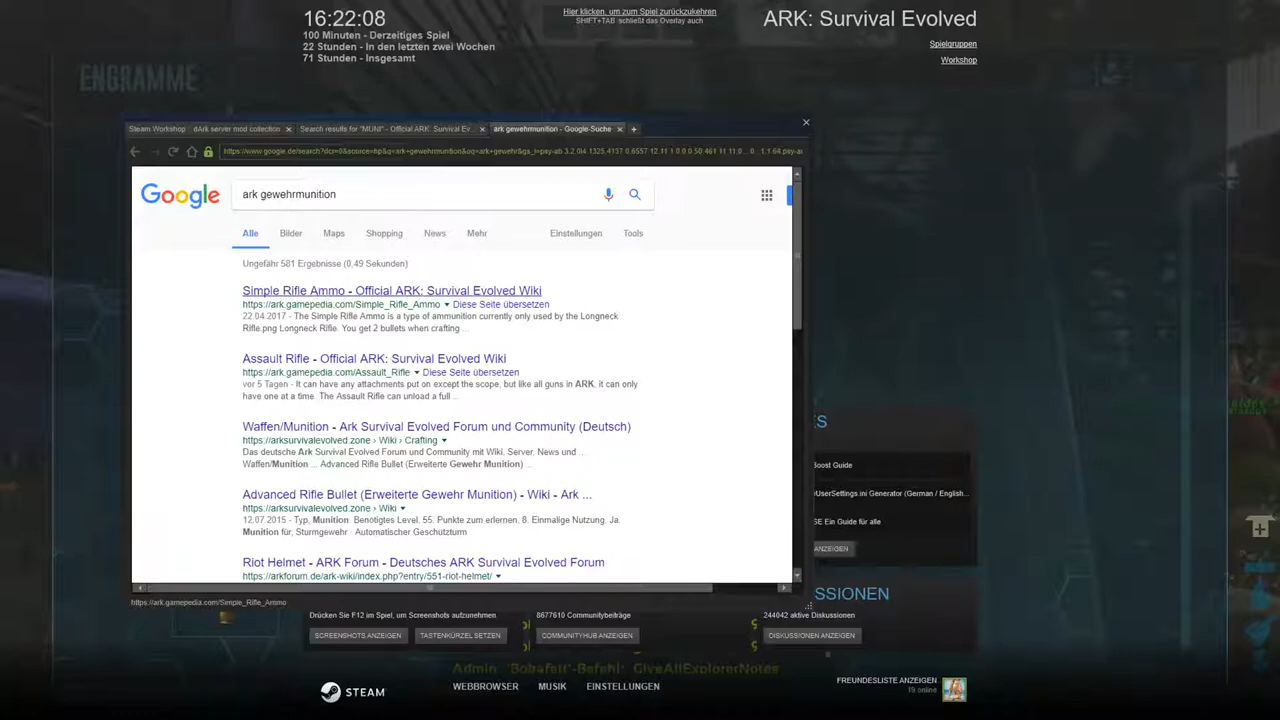 16:22:08
100 Minuten - Derzeitiges Spiel
22 Stunden - In den letzten zwei Wochen
71 Stunden - Insgesamt
Hier klicken, um zum Spiel zurückzukehren
SHIFT+TAB schließt das Overlay auch
ARK: Survival Evolved
Spielgruppen
Workshop
ENGRAMME
Steam Workshop dArk server mod collection
Search results for "MUNI" - Official ARK: Survival Ev...
ark gewehrmunition - Google-Suche
Google
ark gewehrmunition
Alle Bilder Maps Shopping News Mehr Einstellungen Tools
Ungefähr 581 Ergebnisse (0,49 Sekunden)
Simple Rifle Ammo - Official ARK: Survival Evolved Wiki
https://ark.gamepedia.com/Simple_Rifle_Ammo Diese Seite übersetzen
22.04.2017 - The Simple Rifle Ammo is a type of ammunition currently only used by the Longneck
Rifle.png Longneck Rifle. You get 2 bullets when crafting ...
Assault Rifle - Official ARK: Survival Evolved Wiki
https://ark.gamepedia.com/Assault_Rifle Diese Seite übersetzen
vor 5 Tagen - It can have any attachments put on except the scope, but like all guns in ARK, it can only
have one at a time. The Assault Rifle can unload a full ...
Waffen/Munition - Ark Survival Evolved Forum und Community (Deutsch)
https://arksurvivalevolved.zone › Wiki › Crafting
Das deutsche Ark Survival Evolved Forum und Community mit Wiki, Server, News und ...
Waffen/Munition ... Advanced Rifle Bullet (Erweiterte Gewehr Munition) ...
Advanced Rifle Bullet (Erweiterte Gewehr Munition) - Wiki - Ark ...
https://arksurvivalevolved.zone › Wiki
12.07.2015 - Typ, Munition. Benötigtes Level, 55. Punkte zum erlernen, 8. Einmalige Nutzung, Ja.
Munition für, Sturmgewehr · Automatischer Geschützturm
Riot Helmet - ARK Forum - Deutsches ARK Survival Evolved Forum
https://arkforum.de/ark-wiki/index.php?entry/551-riot-helmet/
https://ark.gamepedia.com/Simple_Rifle_Ammo
Boost Guide
UserSettings.ini Generator (German / English...
SE Ein Guide für alle
ANZEIGEN
SSIONEN
Drücken Sie F12 im Spiel, um Screenshots aufzunehmen.
8677610 Communitybeiträge
244042 aktive Diskussionen
SCREENSHOTS ANZEIGEN TASTENKÜRZEL SETZEN
COMMUNITYHUB ANZEIGEN
DISKUSSIONEN ANZEIGEN
Admin 'Bobafett'-Befehl: GiveAllExplorerNotes
STEAM
WEBBROWSER MUSIK EINSTELLUNGEN
FREUNDESLISTE ANZEIGEN
19 online